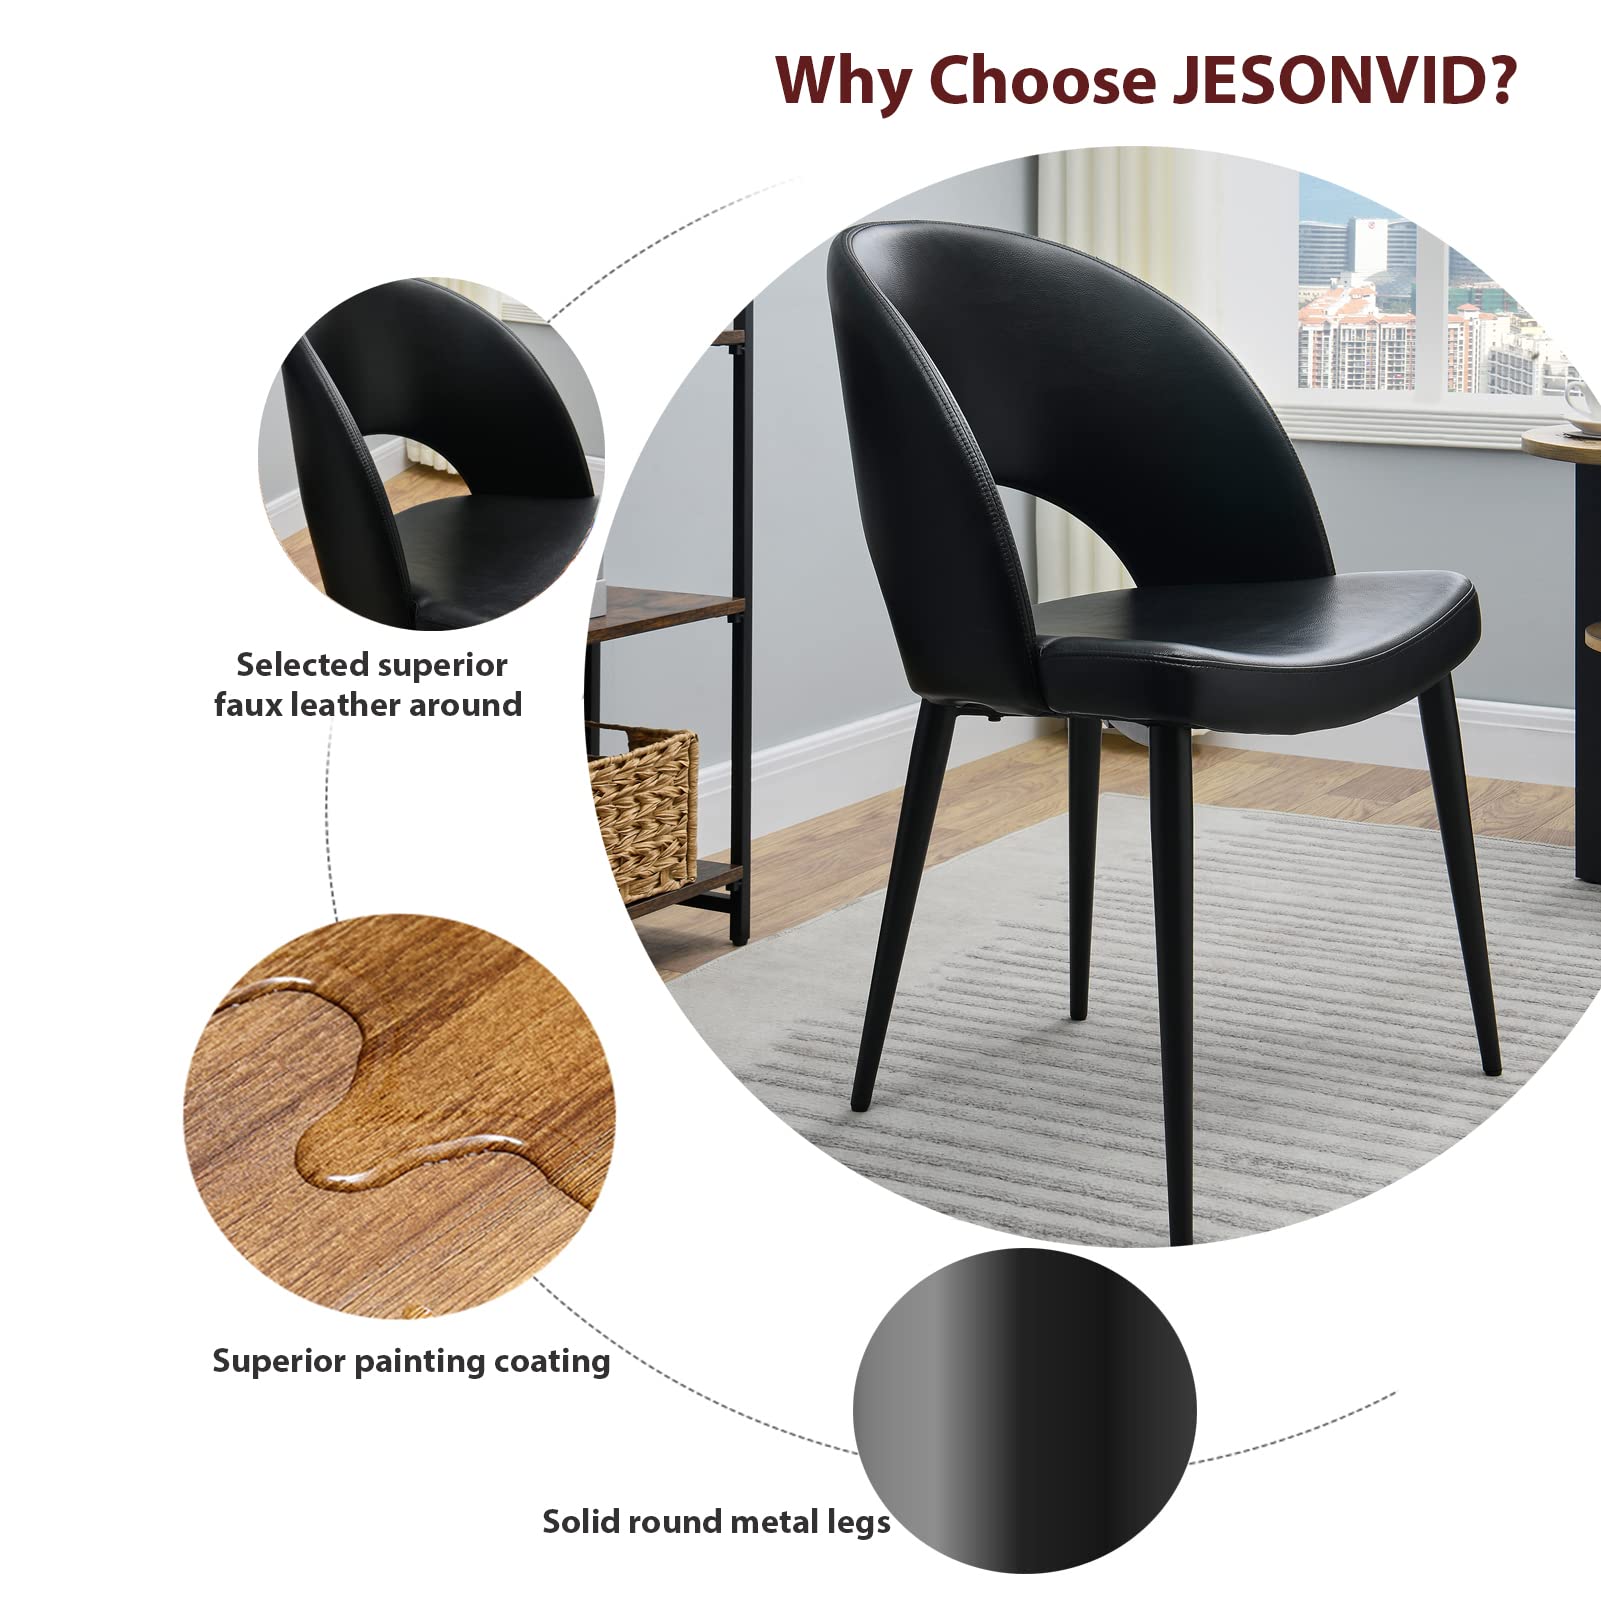 Why Choose JESONVID?
Selected superior
faux leather around
Superior painting coating
Solid round metal legs